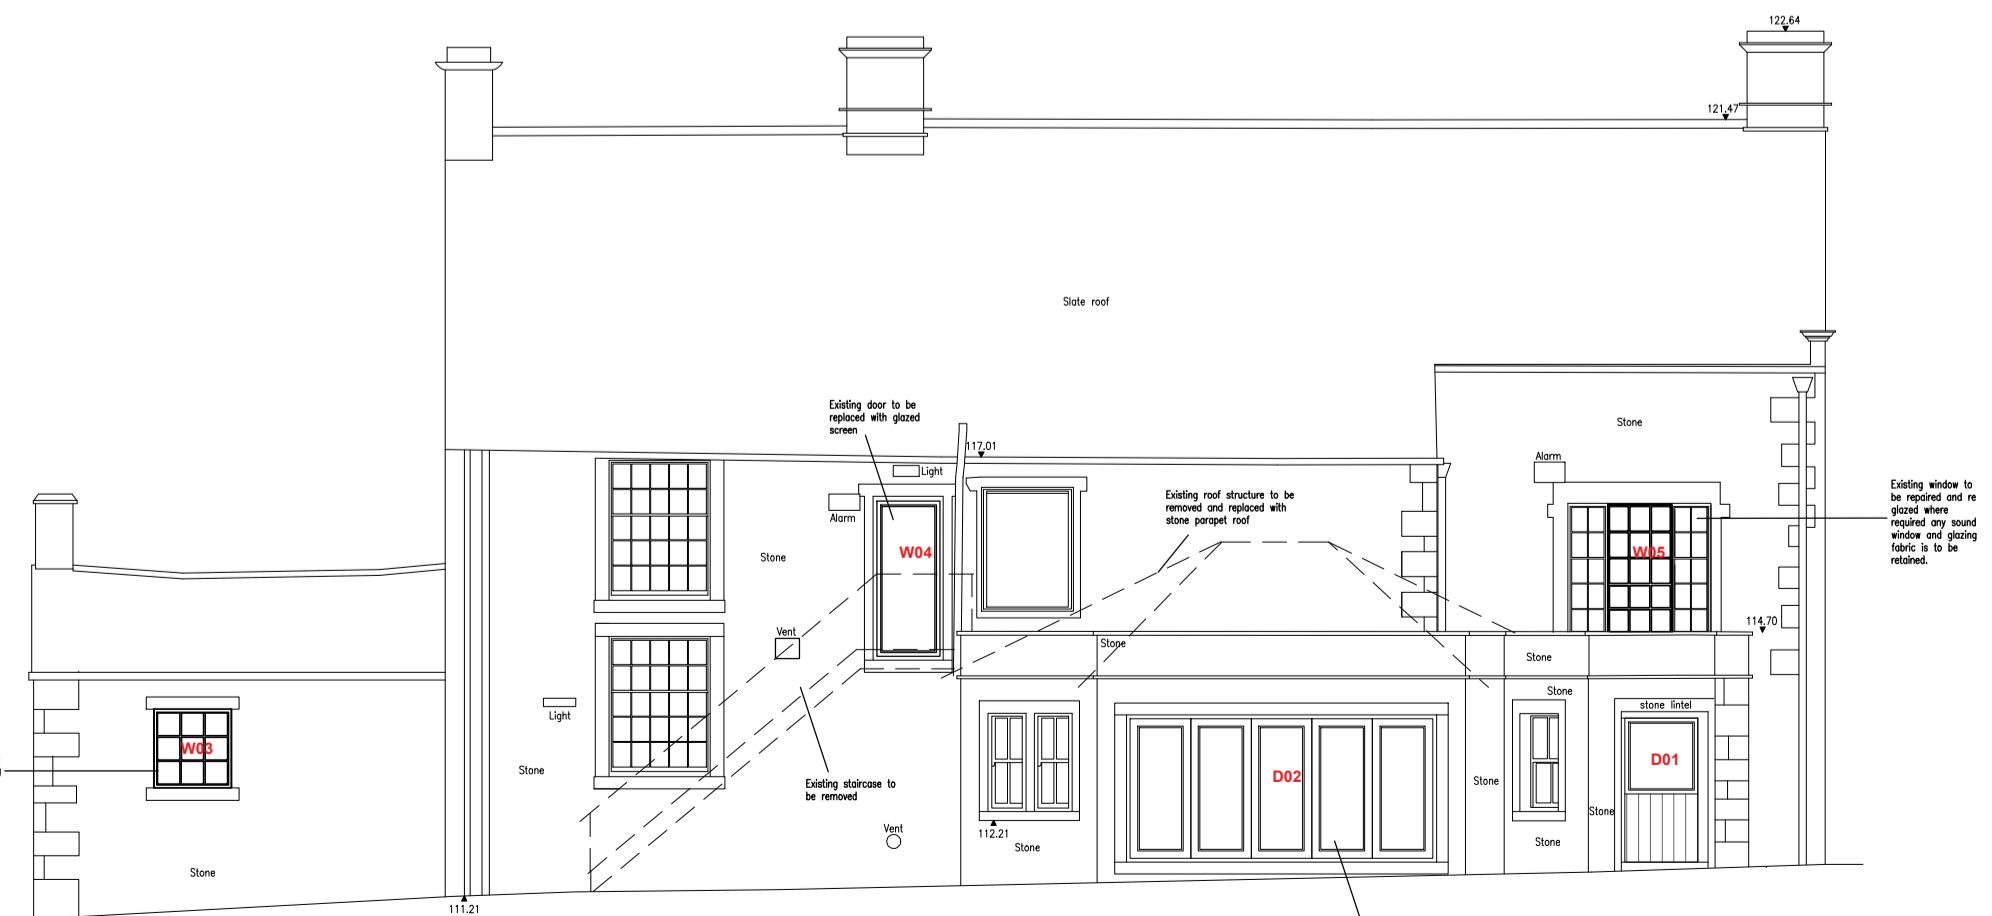 122.64
121.47
Slate roof
Existing door to be
replaced with glazed
screen
117.01
Light
Alarm
W04
Stone
Existing roof structure to be
removed and replaced with
stone parapet roof
Stone
Alarm
W05
Existing window to
be repaired and re
glazed where
required any sound
window and glazing
fabric is to be
retained.
114.70
Vent
Stone
Stone
Stone
stone lintel
Light
W03
Stone
Existing staircase to
be removed
D02
Stone
D01
Stone
Vent
112.21
Stone
Stone
Stone
111.21